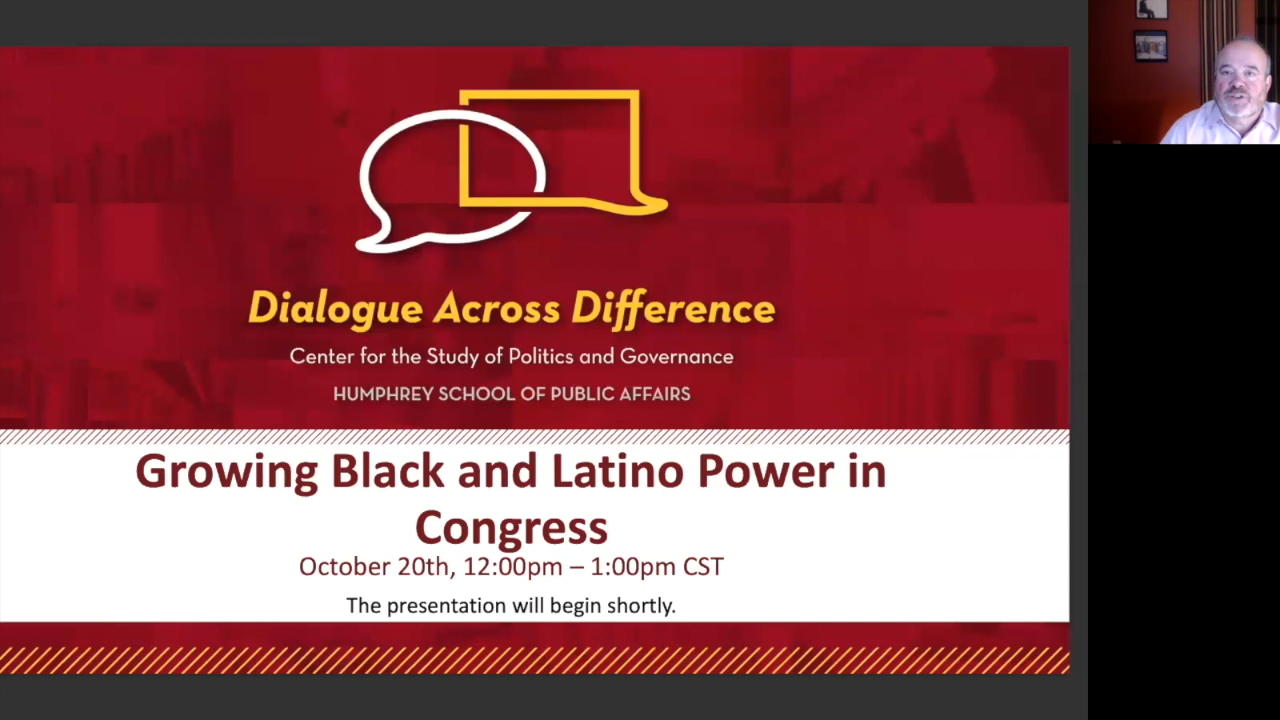 Dialogue Across Difference
Center for the Study of Politics and Governance
HUMPHREY SCHOOL OF PUBLIC AFFAIRS
Growing Black and Latino Power in
Congress
October 20th, 12:00pm – 1:00pm CST
The presentation will begin shortly.